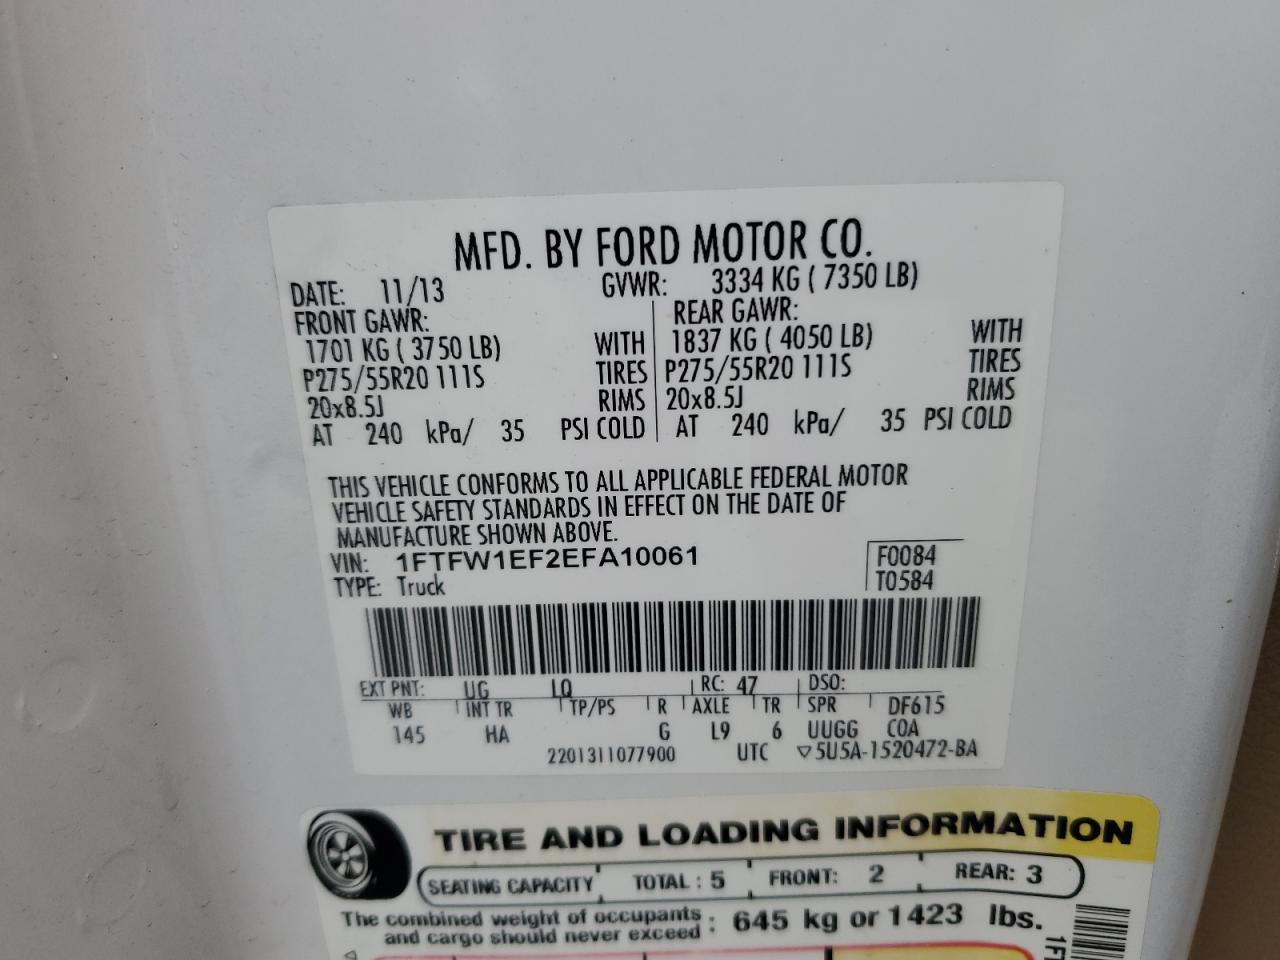 MFD. BY FORD MOTOR CO.
DATE: 11/13 GVWR: 3334 KG ( 7350 LB)
FRONT GAWR: REAR GAWR:
1701 KG ( 3750 LB) WITH 1837 KG ( 4050 LB) WITH
P275/55R20 111S TIRES P275/55R20 111S TIRES
20x8.5J RIMS 20x8.5J RIMS
AT 240 kPa/ 35 PSI COLD AT 240 kPa/ 35 PSI COLD
THIS VEHICLE CONFORMS TO ALL APPLICABLE FEDERAL MOTOR
VEHICLE SAFETY STANDARDS IN EFFECT ON THE DATE OF
MANUFACTURE SHOWN ABOVE.
VIN: 1FTFW1EF2EFA10061 F0084
TYPE: Truck T0584
EXT PNT: UG LQ RC: 47 DSO:
WB INT TR TP/PS R AXLE TR SPR DF615
145 HA G L9 6 UUGG COA
2201311077900 UTC ▽5U5A-1520472-BA
TIRE AND LOADING INFORMATION
SEATING CAPACITY TOTAL : 5 FRONT: 2 REAR: 3
The combined weight of occupants
and cargo should never exceed : 645 kg or 1423 lbs.
1FT